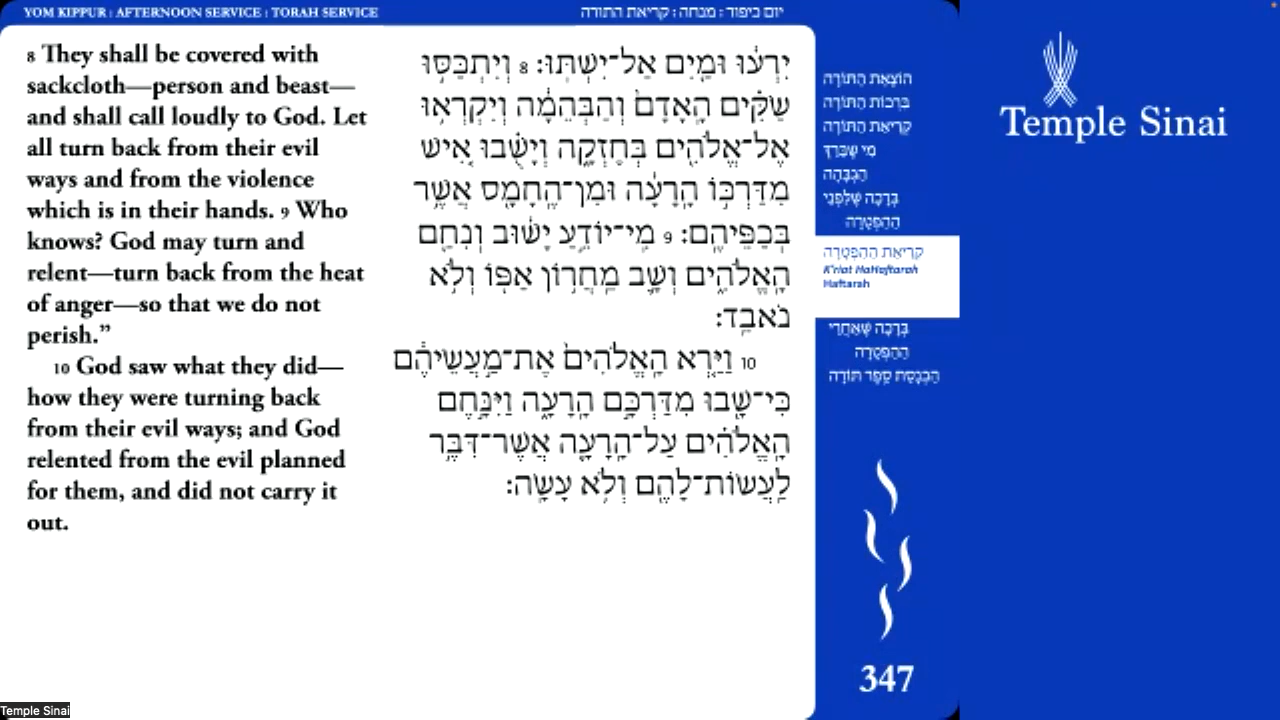 YOM KIPPUR : AFTERNOON SERVICE : TORAH SERVICE
יום כיפור : מנחה : קריאת התורה
8 They shall be covered with
sackcloth—person and beast—
and shall call loudly to God. Let
all turn back from their evil
ways and from the violence
which is in their hands. 9 Who
knows? God may turn and
relent—turn back from the heat
of anger—so that we do not
perish.”
10 God saw what they did—
how they were turning back
from their evil ways; and God
relented from the evil planned
for them, and did not carry it
out.
יִרְע֔וּ וּמַ֖יִם אַל־יִשְׁתּֽוּ׃ 8 וְיִתְכַּסּ֣וּ
שַׂקִּ֗ים הָֽאָדָם֙ וְהַבְּהֵמָ֔ה וְיִקְרְא֥וּ
אֶל־אֱלֹהִ֖ים בְּחׇזְקָ֑ה וְיָשֻׁ֗בוּ אִ֚ישׁ
מִדַּרְכּ֣וֹ הָֽרָעָ֔ה וּמִן־הֶחָמָ֖ס אֲשֶׁ֥ר
בְּכַפֵּיהֶֽם׃ 9 מִֽי־יוֹדֵ֣עַ יָשׁ֔וּב וְנִחַ֖ם
הָאֱלֹהִ֑ים וְשָׁ֛ב מֵחֲר֥וֹן אַפּ֖וֹ וְלֹ֥א
נֹאבֵֽד׃
10 וַיַּ֤רְא הָֽאֱלֹהִים֙ אֶֽת־מַ֣עֲשֵׂיהֶ֔ם
כִּי־שָׁ֖בוּ מִדַּרְכָּ֣ם הָרָעָ֑ה וַיִּנָּ֣חֶם
הָאֱלֹהִ֗ים עַל־הָרָעָ֛ה אֲשֶׁר־דִּבֶּ֥ר
לַעֲשׂוֹת־לָהֶ֖ם וְלֹ֥א עָשָֽׂה׃
הוֹצָאַת הַתּוֹרָה
בִּרְכוֹת הַתּוֹרָה
קְרִיאַת הַתּוֹרָה
מִי שֶׁבֵּרַךְ
הַגְבָּהָה
בְּרָכָה שֶׁלִּפְנֵי
הַהַפְטָרָה
קְרִיאַת הַהַפְטָרָה
K'riat HaHaftarah
Haftarah
בְּרָכָה שֶׁאַחֲרֵי
הַהַפְטָרָה
הַכְנָסַת סֵפֶר תּוֹרָה
347
Temple Sinai
Temple Sinai